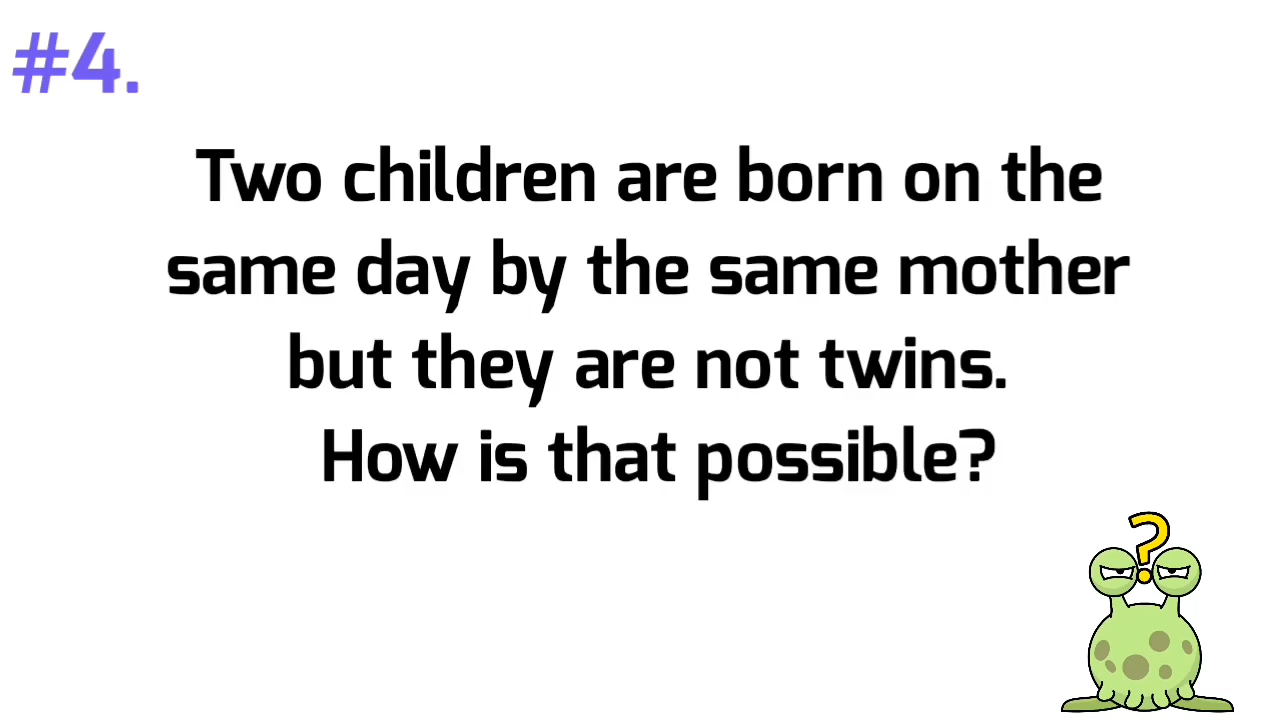 #4.
Two children are born on the
same day by the same mother
but they are not twins.
How is that possible?
?